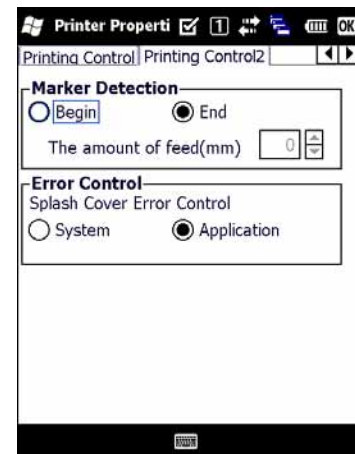 Printer Properti 1 OK
Printing Control Printing Control2
Marker Detection
Begin End
The amount of feed(mm) 0
Error Control
Splash Cover Error Control
System Application